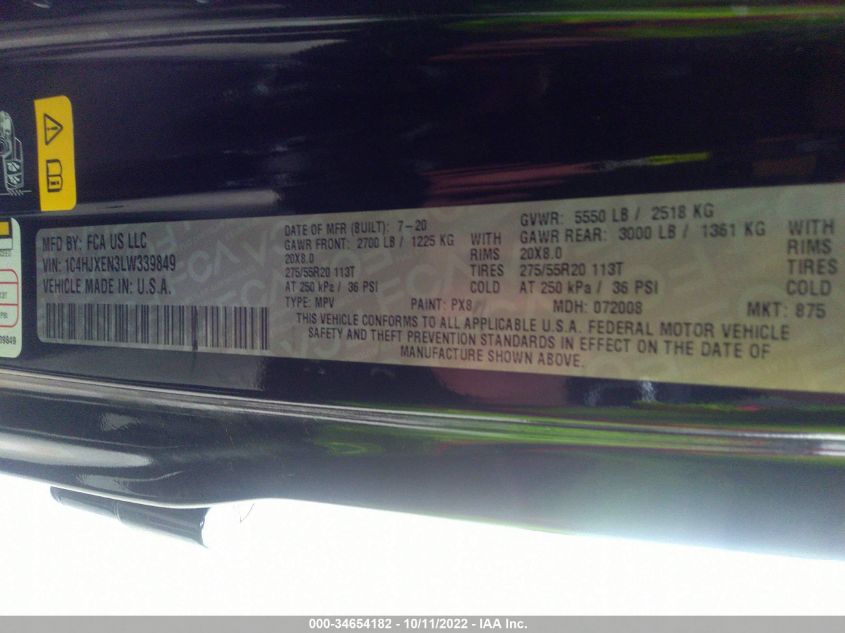 MFD BY: FCA US LLC
VIN: 1C4HJXEN3LW339849
VEHICLE MADE IN: U.S.A.
DATE OF MFR (BUILT): 7-20
GAWR FRONT: 2700 LB / 1225 KG WITH
20X8.0 RIMS
275/55R20 113T TIRES
AT 250 kPa / 36 PSI COLD
GVWR: 5550 LB / 2518 KG
GAWR REAR: 3000 LB / 1361 KG WITH
20X8.0 RIMS
275/55R20 113T TIRES
AT 250 kPa / 36 PSI COLD
TYPE: MPV PAINT: PX8 MDH: 072008 MKT: 875
THIS VEHICLE CONFORMS TO ALL APPLICABLE U.S.A. FEDERAL MOTOR VEHICLE
SAFETY AND THEFT PREVENTION STANDARDS IN EFFECT ON THE DATE OF
MANUFACTURE SHOWN ABOVE.
000-34654182 - 10/11/2022 - IAA Inc.